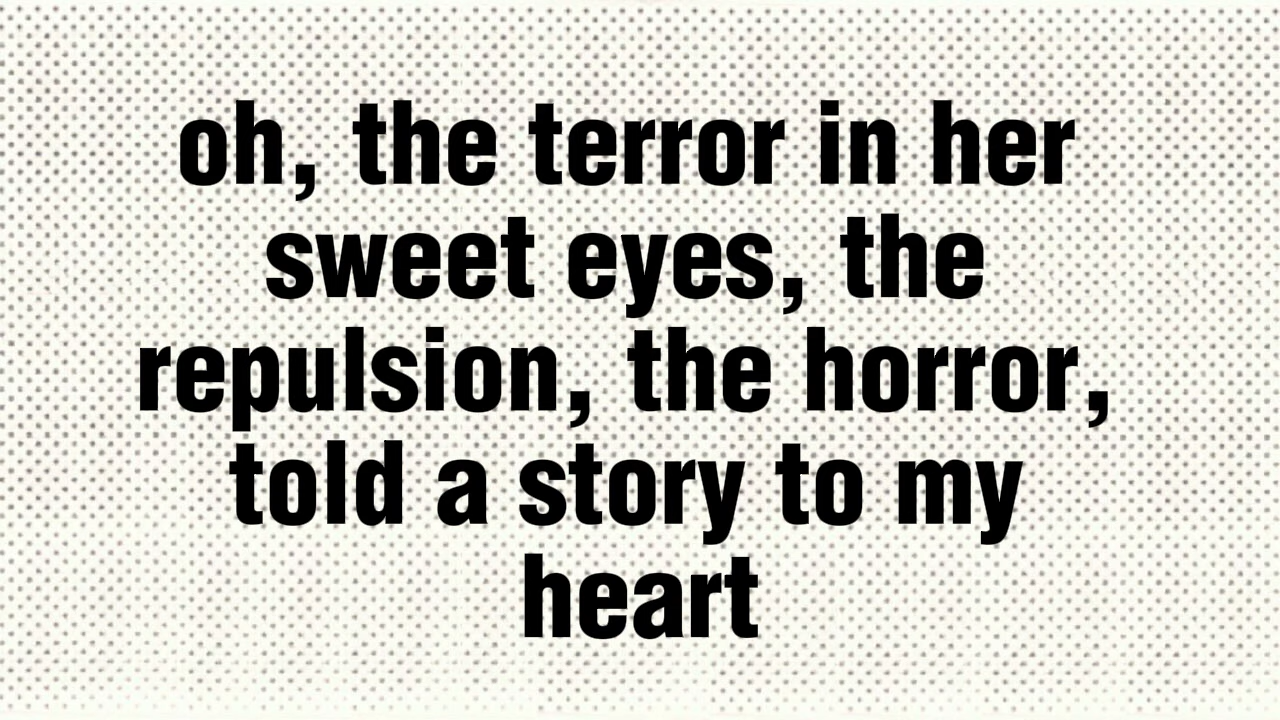 oh, the terror in her
sweet eyes, the
repulsion, the horror,
told a story to my
heart